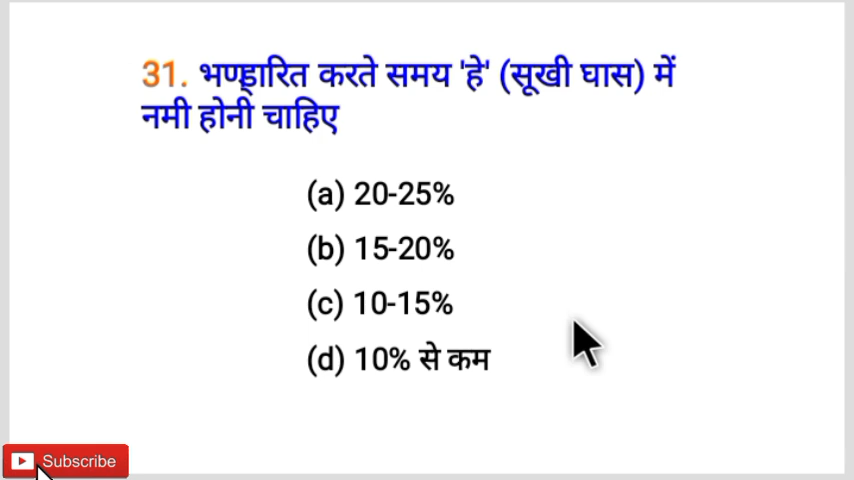 31. भण्डारित करते समय 'हे' (सूखी घास) में
नमी होनी चाहिए
(a) 20-25%
(b) 15-20%
(c) 10-15%
(d) 10% से कम
Subscribe